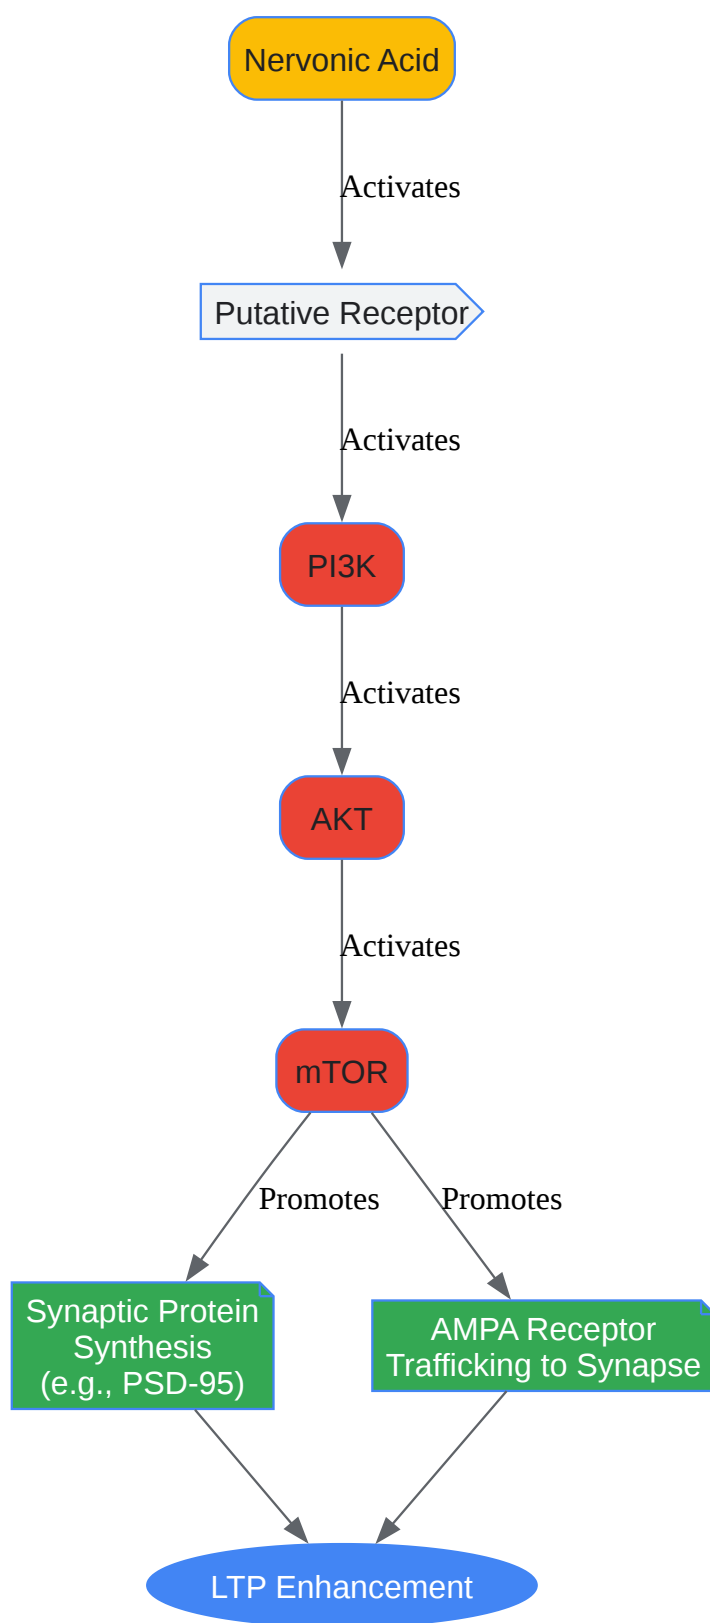 Nervonic Acid
Activates
Putative Receptor
Activates
PI3K
Activates
AKT
Activates
mTOR
Promotes
Promotes
Synaptic Protein
Synthesis
(e.g., PSD-95)
AMPA Receptor
Trafficking to Synapse
LTP Enhancement